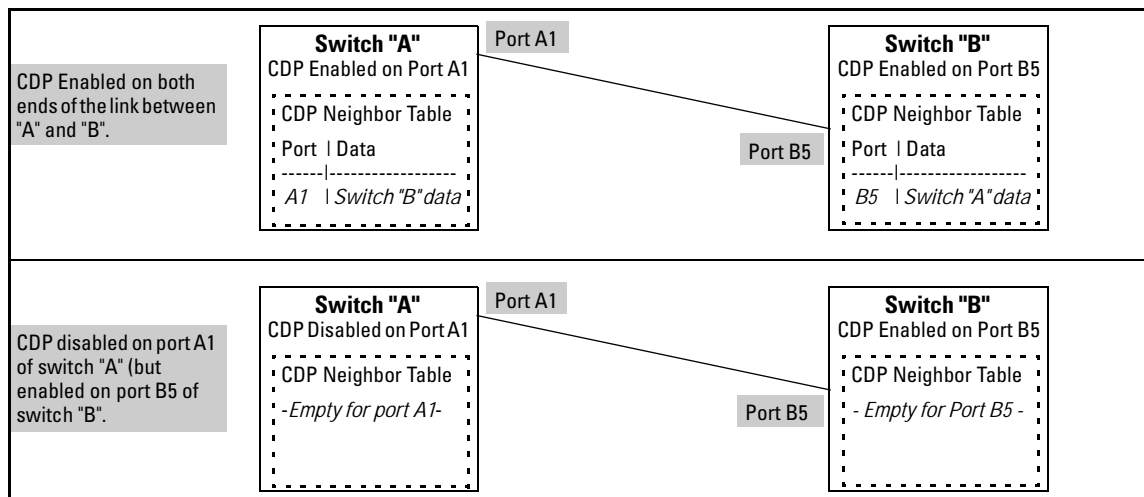 CDP Enabled on both
ends of the link between
"A" and "B".
Switch "A"
CDP Enabled on Port A1
CDP Neighbor Table
Port | Data
------|------------------
A1 | Switch "B" data
Port A1
Port B5
Switch "B"
CDP Enabled on Port B5
CDP Neighbor Table
Port | Data
------|------------------
B5 | Switch "A" data
CDP disabled on port A1
of switch "A" (but
enabled on port B5 of
switch "B".
Switch "A"
CDP Disabled on Port A1
CDP Neighbor Table
-Empty for port A1-
Port A1
Port B5
Switch "B"
CDP Enabled on Port B5
CDP Neighbor Table
- Empty for Port B5 -